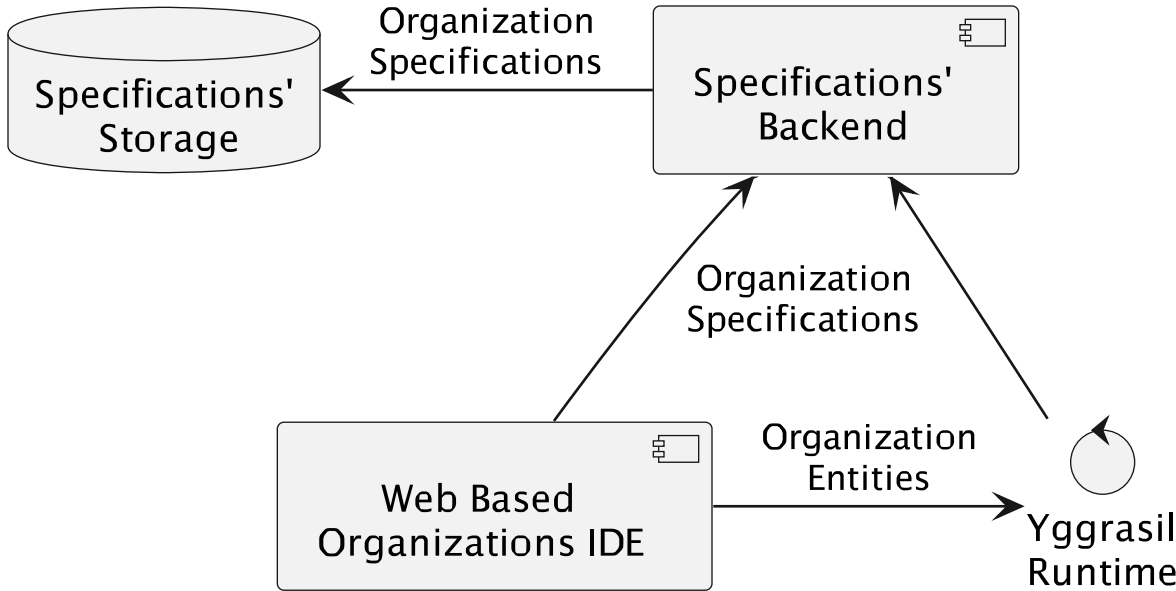 Organization
Specifications
Specifications'
Storage
Specifications'
Backend
Organization
Specifications
Organization
Entities
Web Based
Organizations IDE
Yggrasil
Runtime